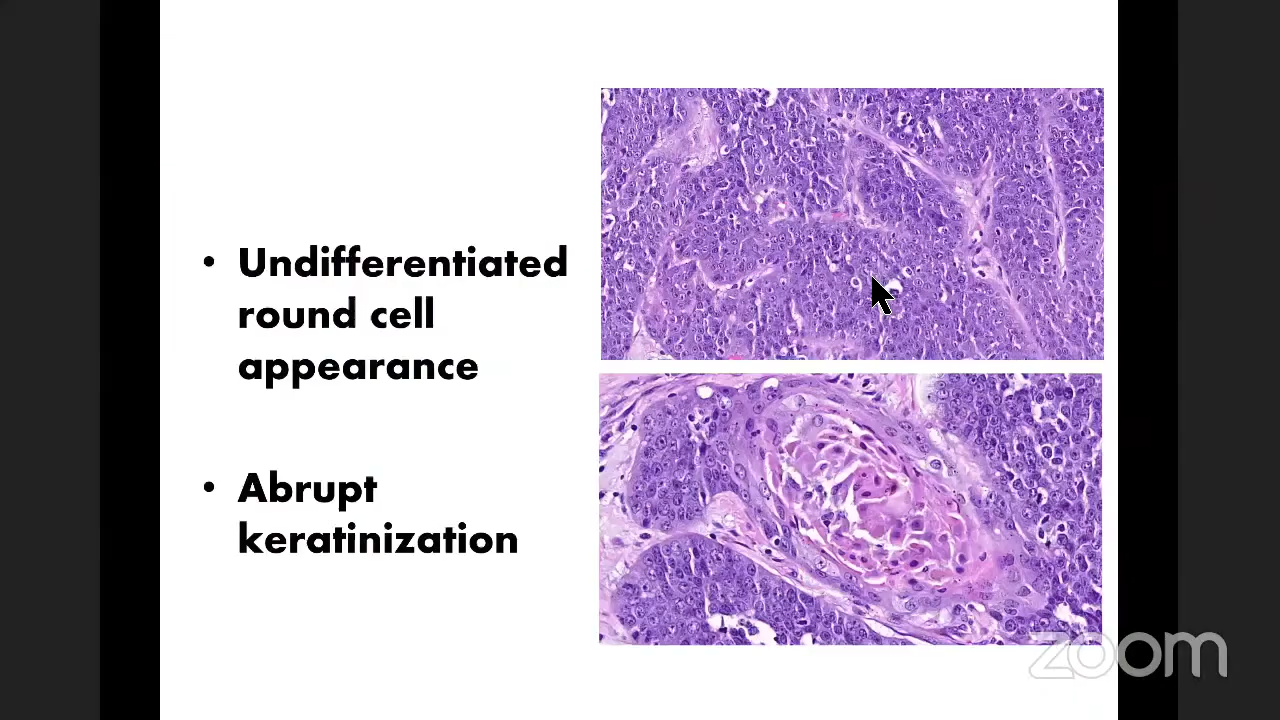 • Undifferentiated
round cell
appearance
• Abrupt
keratinization
zoom